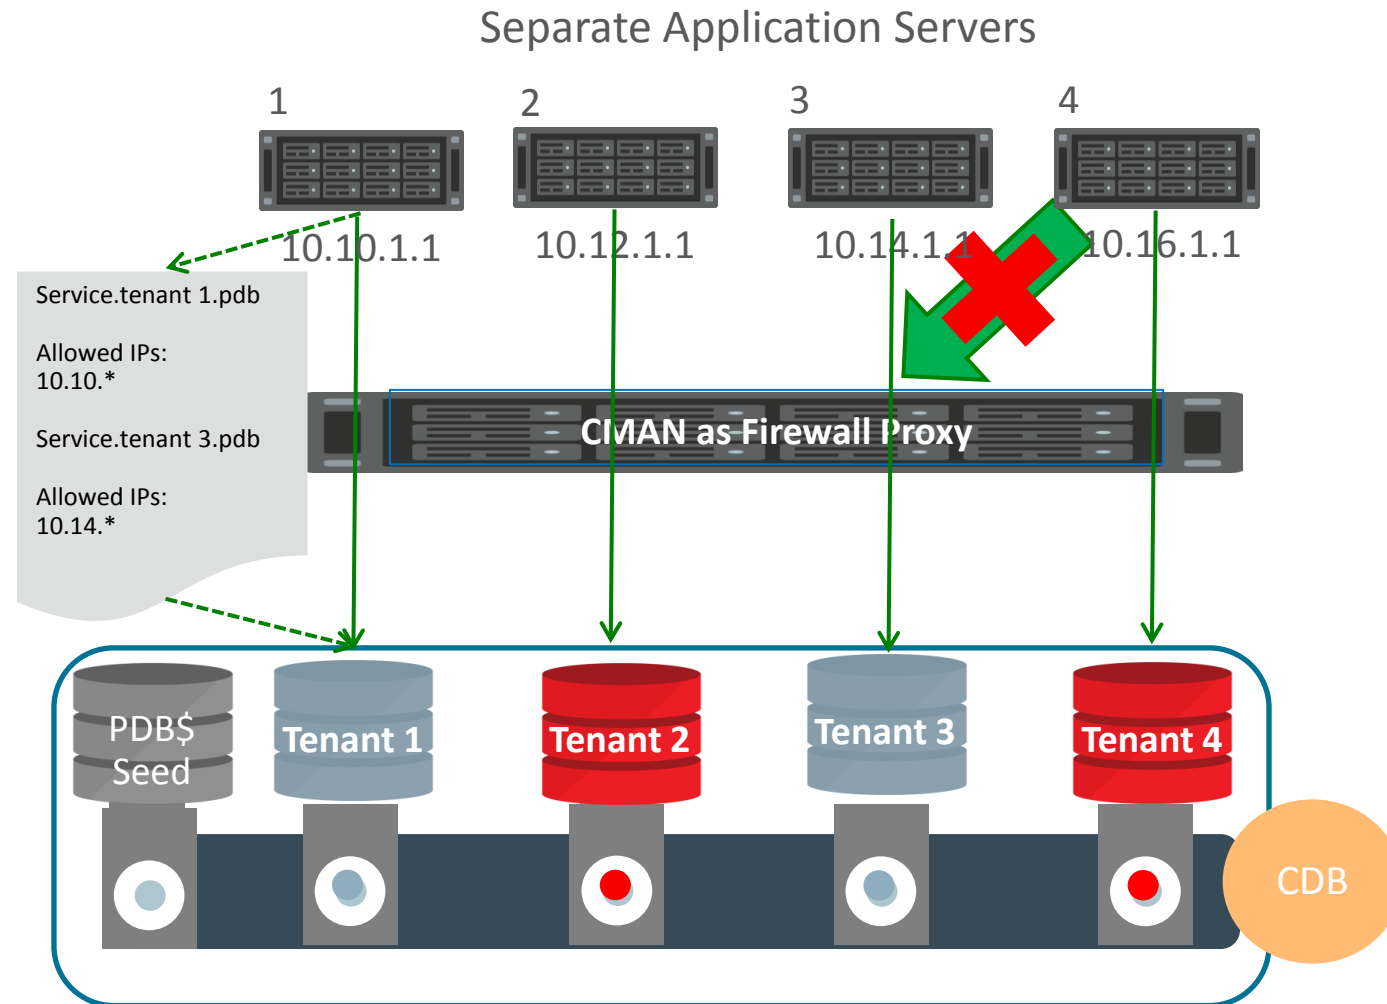 Separate Application Servers
1
2
3
4
10.10.1.1
10.12.1.1
10.14.1.1
10.16.1.1
Service.tenant 1.pdb
Allowed IPs:
10.10.*
Service.tenant 3.pdb
Allowed IPs:
10.14.*
CMAN as Firewall Proxy
PDB$
Seed
Tenant 1
Tenant 2
Tenant 3
Tenant 4
CDB